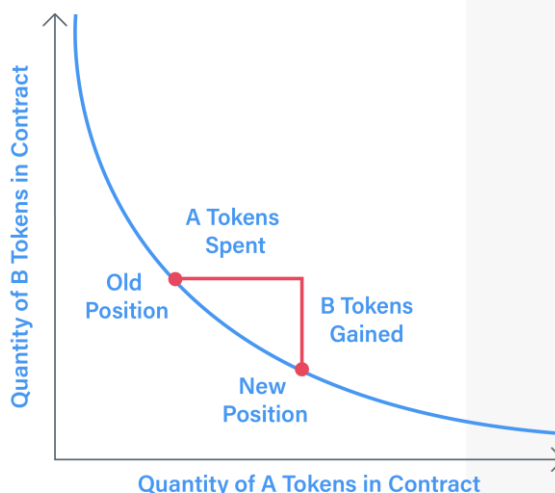 Quantity of B Tokens in Contract
A Tokens
Spent
Old
Position
B Tokens
Gained
New
Position
Quantity of A Tokens in Contract